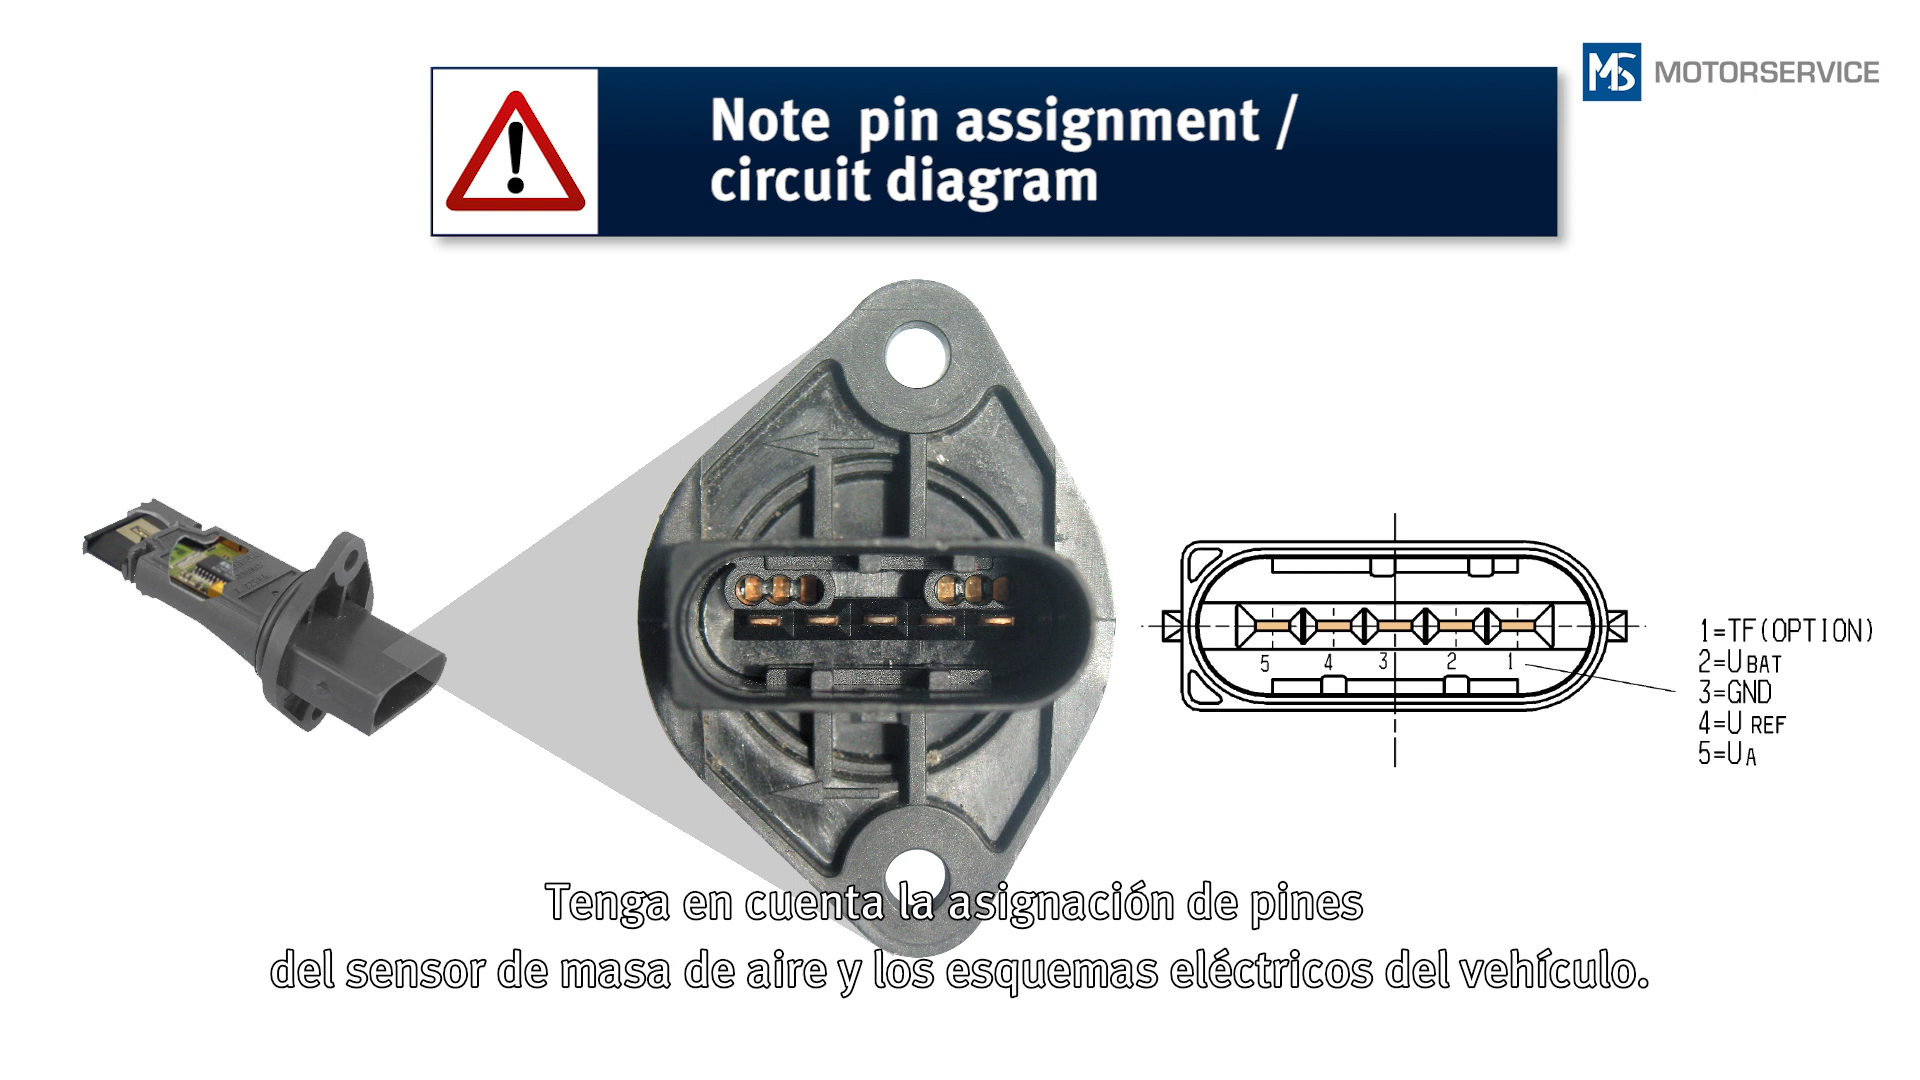 MS MOTORSERVICE
Note pin assignment /
circuit diagram
5 4 3 2 1
1=TF(OPTION)
2=UBAT
3=GND
4=U REF
5=UA
Tenga en cuenta la asignación de pines
del sensor de masa de aire y los esquemas eléctricos del vehículo.